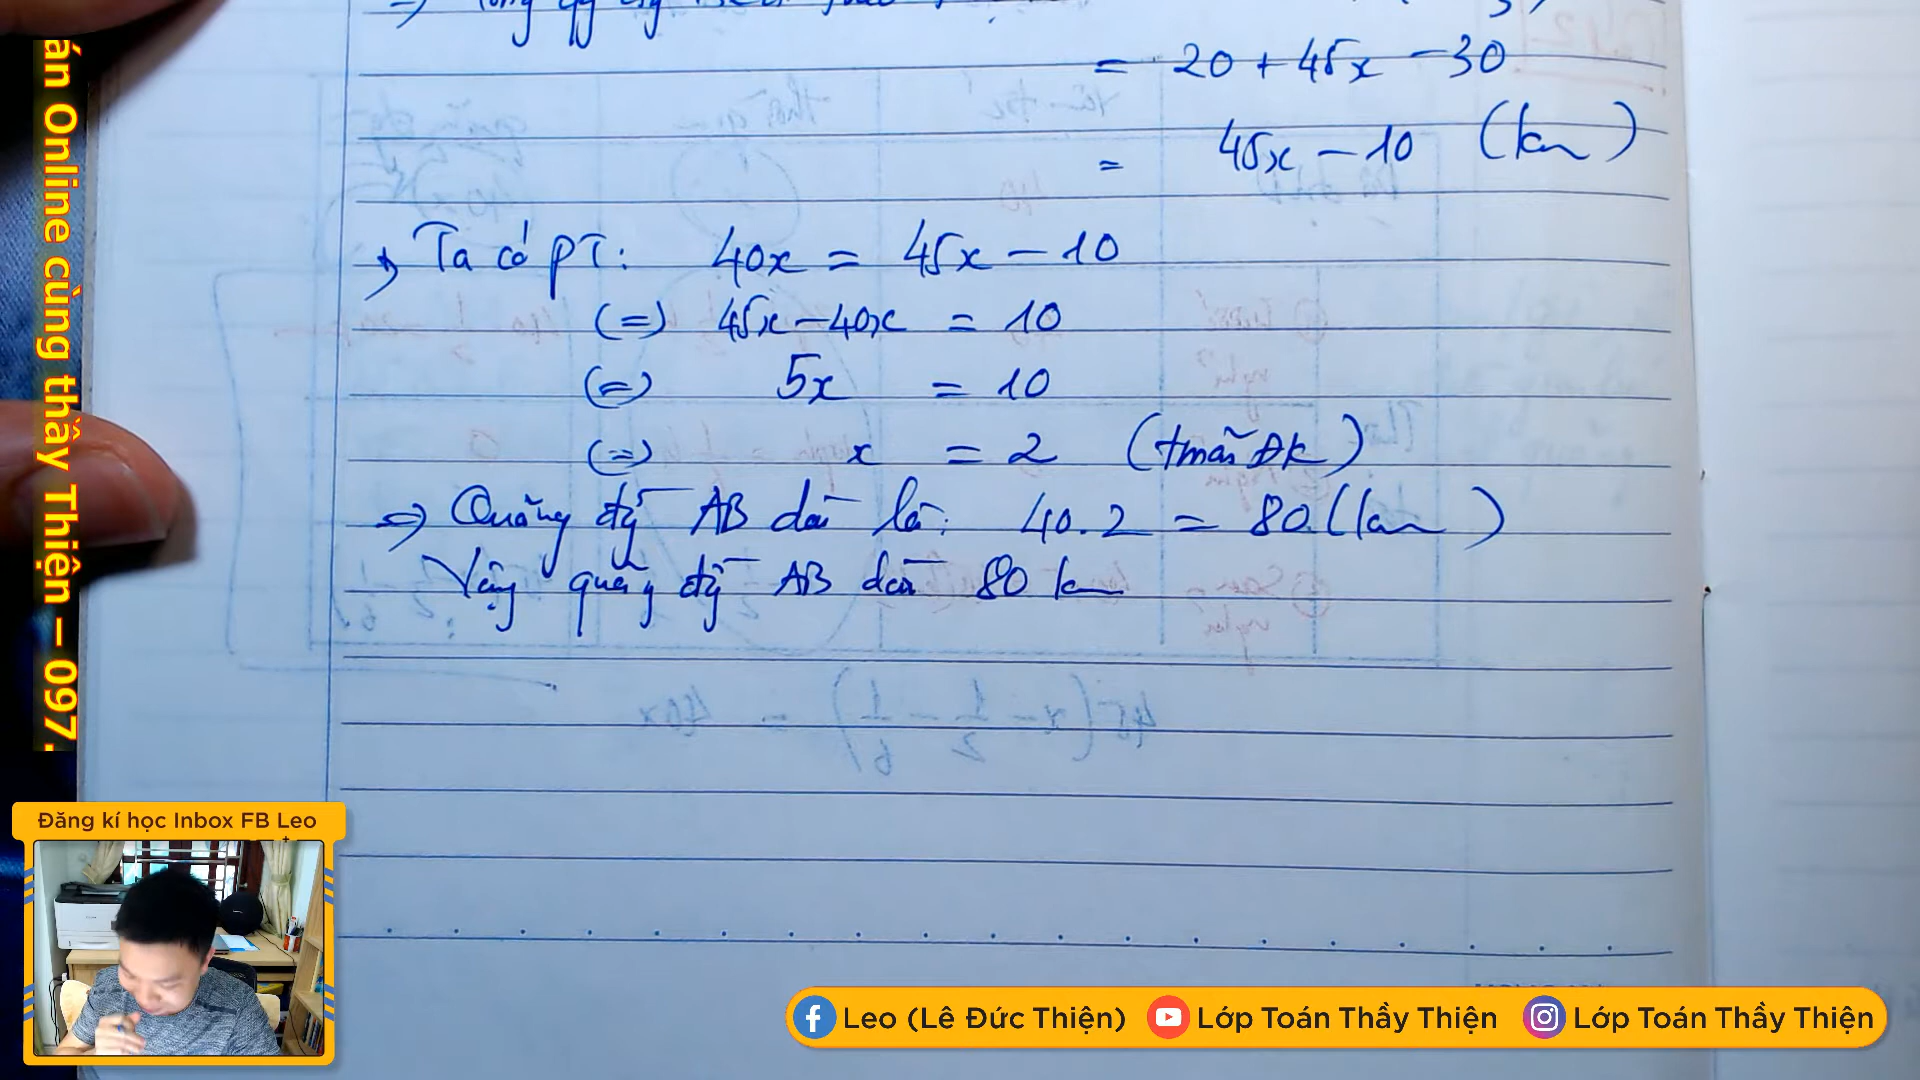 = 20 + 45x - 30
= 45x - 10 (km)
→ Ta có PT: 40x = 45x - 10
(=) 45x - 40x = 10
(=) 5x = 10
(=) x = 2 (tmãn ĐK)
=) Quãng đg AB dài là: 40.2 = 80 (km)
Vậy quãng đg AB dài 80 km
án Online cùng thầy Thiện – 097.
Đăng kí học Inbox FB Leo
Leo (Lê Đức Thiện) Lớp Toán Thầy Thiện Lớp Toán Thầy Thiện